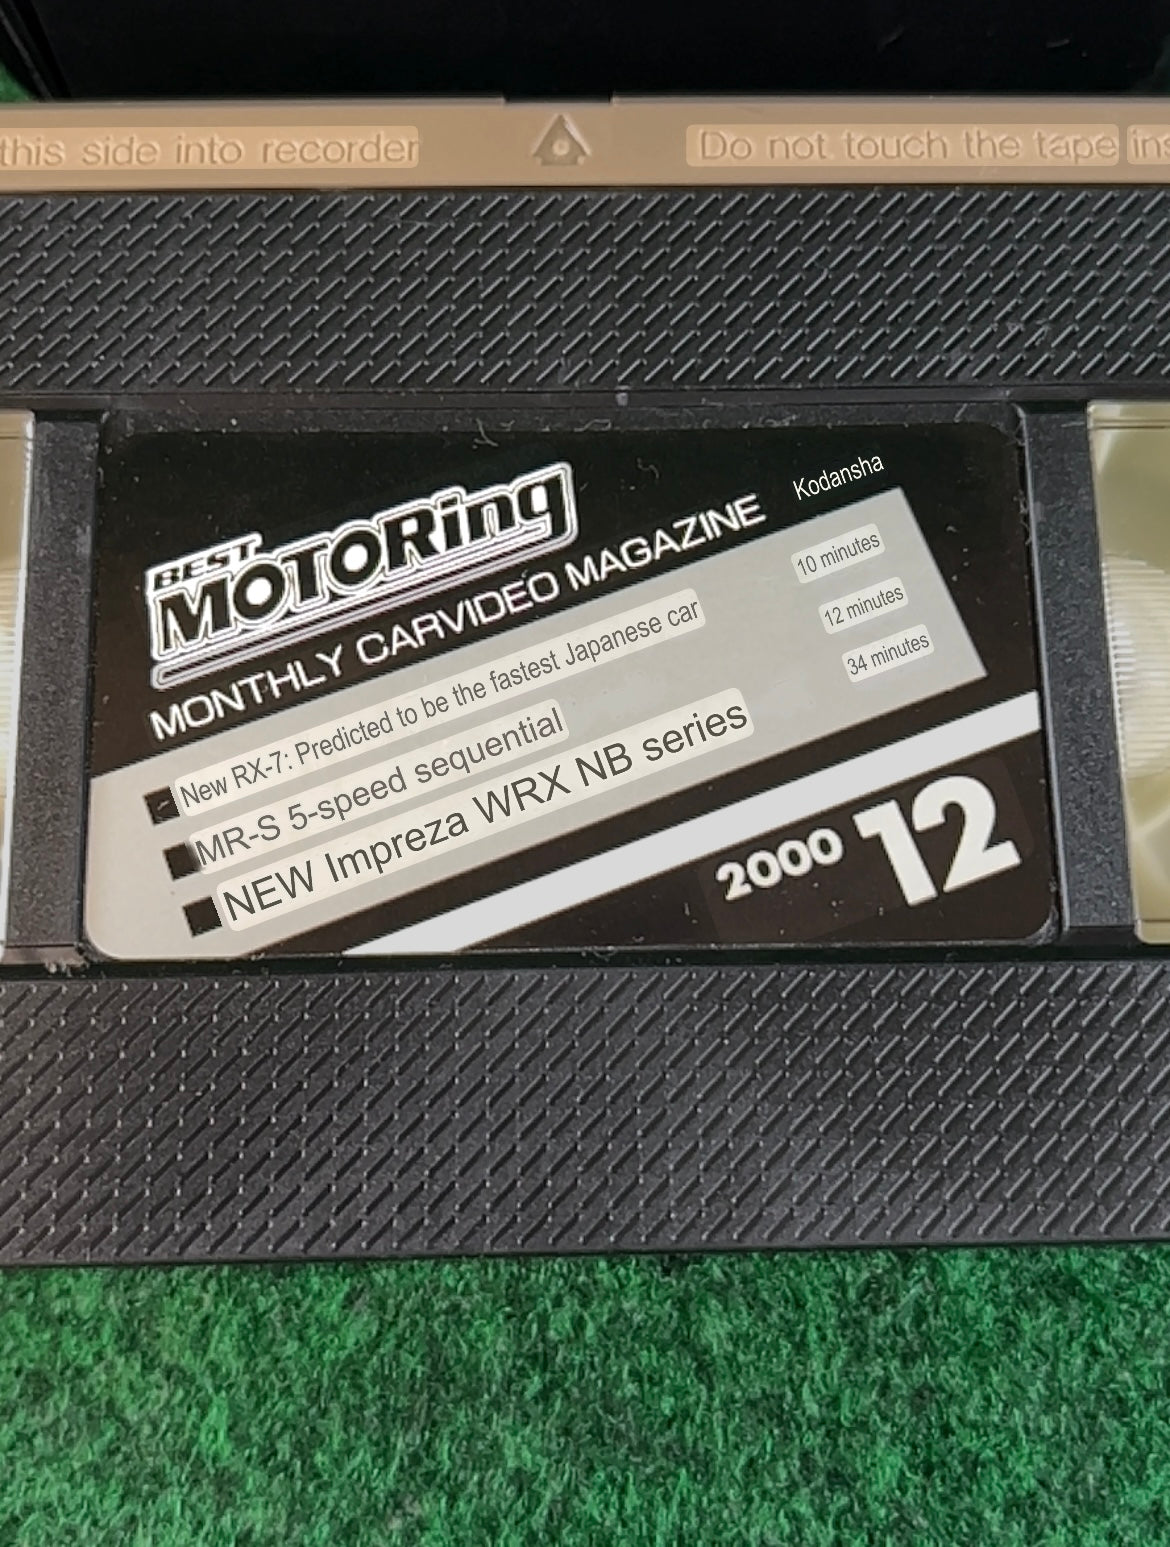 this side into recorder
Do not touch the tape ins
BEST
MOTORing
MONTHLY CARVIDEO MAGAZINE
Kodansha
New RX-7: Predicted to be the fastest Japanese car 10 minutes
MR-S 5-speed sequential 12 minutes
NEW Impreza WRX NB series 34 minutes
2000 12